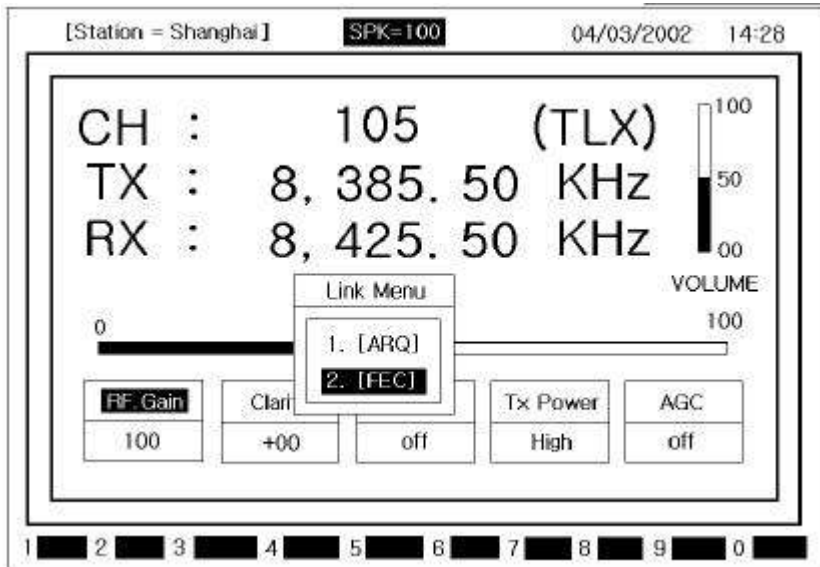 [Station = Shanghai] SPK=100 04/03/2002 14:28
CH : 105 (TLX)
TX : 8, 385. 50 KHz
RX : 8, 425. 50 KHz
100
50
00
VOLUME
Link Menu
1. [ARQ]
2. [FEC]
0 100
RF. Gain Clari Tx Power AGC
100 +00 off High off
1 2 3 4 5 6 7 8 9 0